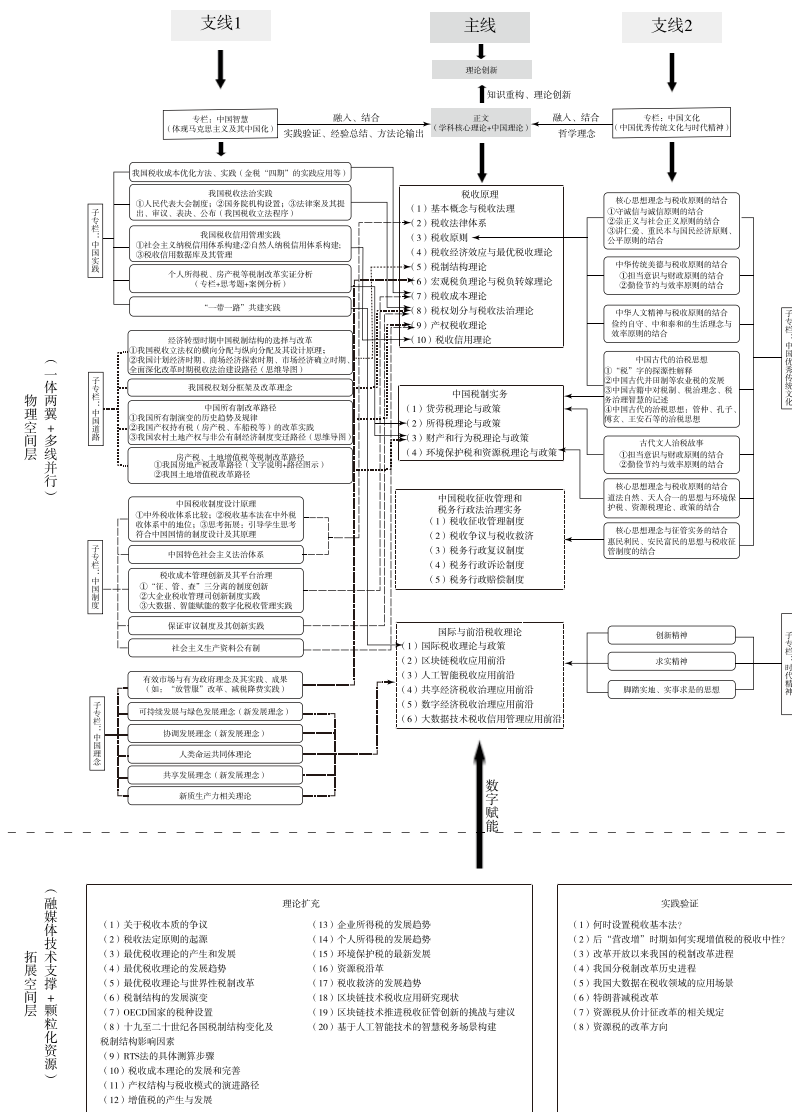 支线1
主线
支线2
理论创新
知识重构、理论创新
专栏：中国智慧
（体现马克思主义及其中国化）
融入、结合
实践验证、经验总结、方法论输出
正文
（学科核心理论+中国理论）
融入、结合
哲学理念
专栏：中国文化
（中国优秀传统文化与时代精神）
物理空间层
（一体两翼+多线并行）
子专栏：中国实践
我国税收成本优化方法、实践（金税“四期”的实践应用等）
我国税收法治实践
①人民代表大会制度；②国务院机构设置；③法律案及其提
出、审议、表决、公布（我国税收立法程序）
我国税收信用管理实践
①社会主义纳税信用体系构建；②自然人纳税信用体系构建；
③税收信用数据库及其管理
个人所得税、房产税等税制改革实证分析
（专栏+思考题+案例分析）
“一带一路”共建实践
子专栏：中国道路
经济转型时期中国税制结构的选择与改革
①我国税收立法权的横向分配与纵向分配及其设计原理；
②我国计划经济时期、商场经济探索时期、市场经济确立时期、
全面深化改革时期税收法治建设路径（思维导图）
我国税权划分框架及改革理念
中国所有制改革路径
①我国所有制演变的历史趋势及规律
②我国产权持有税（房产税、车船税等）的改革实践
③我国农村土地产权与非公有制经济制度变迁路径（思维导图）
房产税、土地增值税等税制改革路径
①我国房地产税改革路径（文字说明+路径图示）
②我国土地增值税改革路径
子专栏：中国制度
中国税收制度设计原理
①中外税收体系比较；②税收基本法在中外税
收体系中的地位；③思考拓展：引导学生思考
符合中国国情的制度设计及其原理
中国特色社会主义法治体系
税收成本管理创新及其平台治理
①“征、管、查”三分离的制度创新
②大企业税收管理司创新制度实践
③大数据、智能赋能的数字化税收管理实践
保证审议制度及其创新实践
社会主义生产资料公有制
子专栏：中国理念
有效市场与有为政府理念及其实践、成果
（如：“放管服”改革、减税降费实践）
可持续发展与绿色发展理念（新发展理念）
协调发展理念（新发展理念）
人类命运共同体理论
共享发展理念（新发展理念）
新质生产力相关理论
税收原理
（1）基本概念与税收法理
（2）税收法律体系
（3）税收原则
（4）税收经济效应与最优税收理论
（5）税制结构理论
（6）宏观税负理论与税负转嫁理论
（7）税收成本理论
（8）税权划分与税收法治理论
（9）产权税收理论
（10）税收信用理论
中国税制实务
（1）货劳税理论与政策
（2）所得税理论与政策
（3）财产和行为税理论与政策
（4）环境保护税和资源税理论与政策
中国税收征收管理和
税务行政法治理实务
（1）税收征收管理制度
（2）税收争议与税收救济
（3）税务行政复议制度
（4）税务行政诉讼制度
（5）税务行政赔偿制度
国际与前沿税收理论
（1）国际税收理论与政策
（2）区块链税收应用前沿
（3）人工智能税收应用前沿
（4）共享经济税收治理应用前沿
（5）数字经济税收治理应用前沿
（6）大数据技术税收信用管理应用前沿
核心思想理念与税收原则的结合
①守诚信与诚信原则的结合
②崇正义与社会正义原则的结合
③讲仁爱、重民本与国民经济原则、
公平原则的结合
中华传统美德与税收原则的结合
①担当意识与财政原则的结合
②勤俭节约与效率原则的结合
中华人文精神与税收原则的结合
俭约自守、中和泰和的生活理念与
效率原则的结合
中国古代的治税思想
①“税”字的探源性解释
②中国古代井田制等农业税的发展
③中国古籍中对税制、税治理念、税
务治理智慧的记述
④中国古代的治税思想：管仲、孔子、
傅玄、王安石等的治税思想
古代文人治税故事
①担当意识与财政原则的结合
②勤俭节约与效率原则的结合
核心思想理念与税收原则的结合
道法自然、天人合一的思想与环境保
护税、资源税理论、政策的结合
核心思想理念与征管实务的结合
惠民利民、安民富民的思想与税收征
管制度的结合
子专栏：中国优秀传统文化
创新精神
求实精神
脚踏实地、实事求是的思想
子专栏：时代精神
数字赋能
拓展空间层
（融媒体技术支撑+颗粒化资源）
理论扩充
（1）关于税收本质的争议
（2）税收法定原则的起源
（3）最优税收理论的产生和发展
（4）最优税收理论的发展趋势
（5）最优税收理论与世界性税制改革
（6）税制结构的发展演变
（7）OECD国家的税种设置
（8）十九至二十世纪各国税制结构变化及
税制结构影响因素
（9）RTS法的具体测算步骤
（10）税收成本理论的发展和完善
（11）产权结构与税收模式的演进路径
（12）增值税的产生与发展
（13）企业所得税的发展趋势
（14）个人所得税的发展趋势
（15）环境保护税的最新发展
（16）资源税沿革
（17）税收救济的发展趋势
（18）区块链技术税收应用研究现状
（19）区块链技术推进税收征管创新的挑战与建议
（20）基于人工智能技术的智慧税务场景构建
实践验证
（1）何时设置税收基本法？
（2）后“营改增”时期如何实现增值税的税收中性？
（3）改革开放以来我国的税制改革进程
（4）我国分税制改革历史进程
（5）我国大数据在税收领域的应用场景
（6）特朗普减税改革
（7）资源税从价计征改革的相关规定
（8）资源税的改革方向